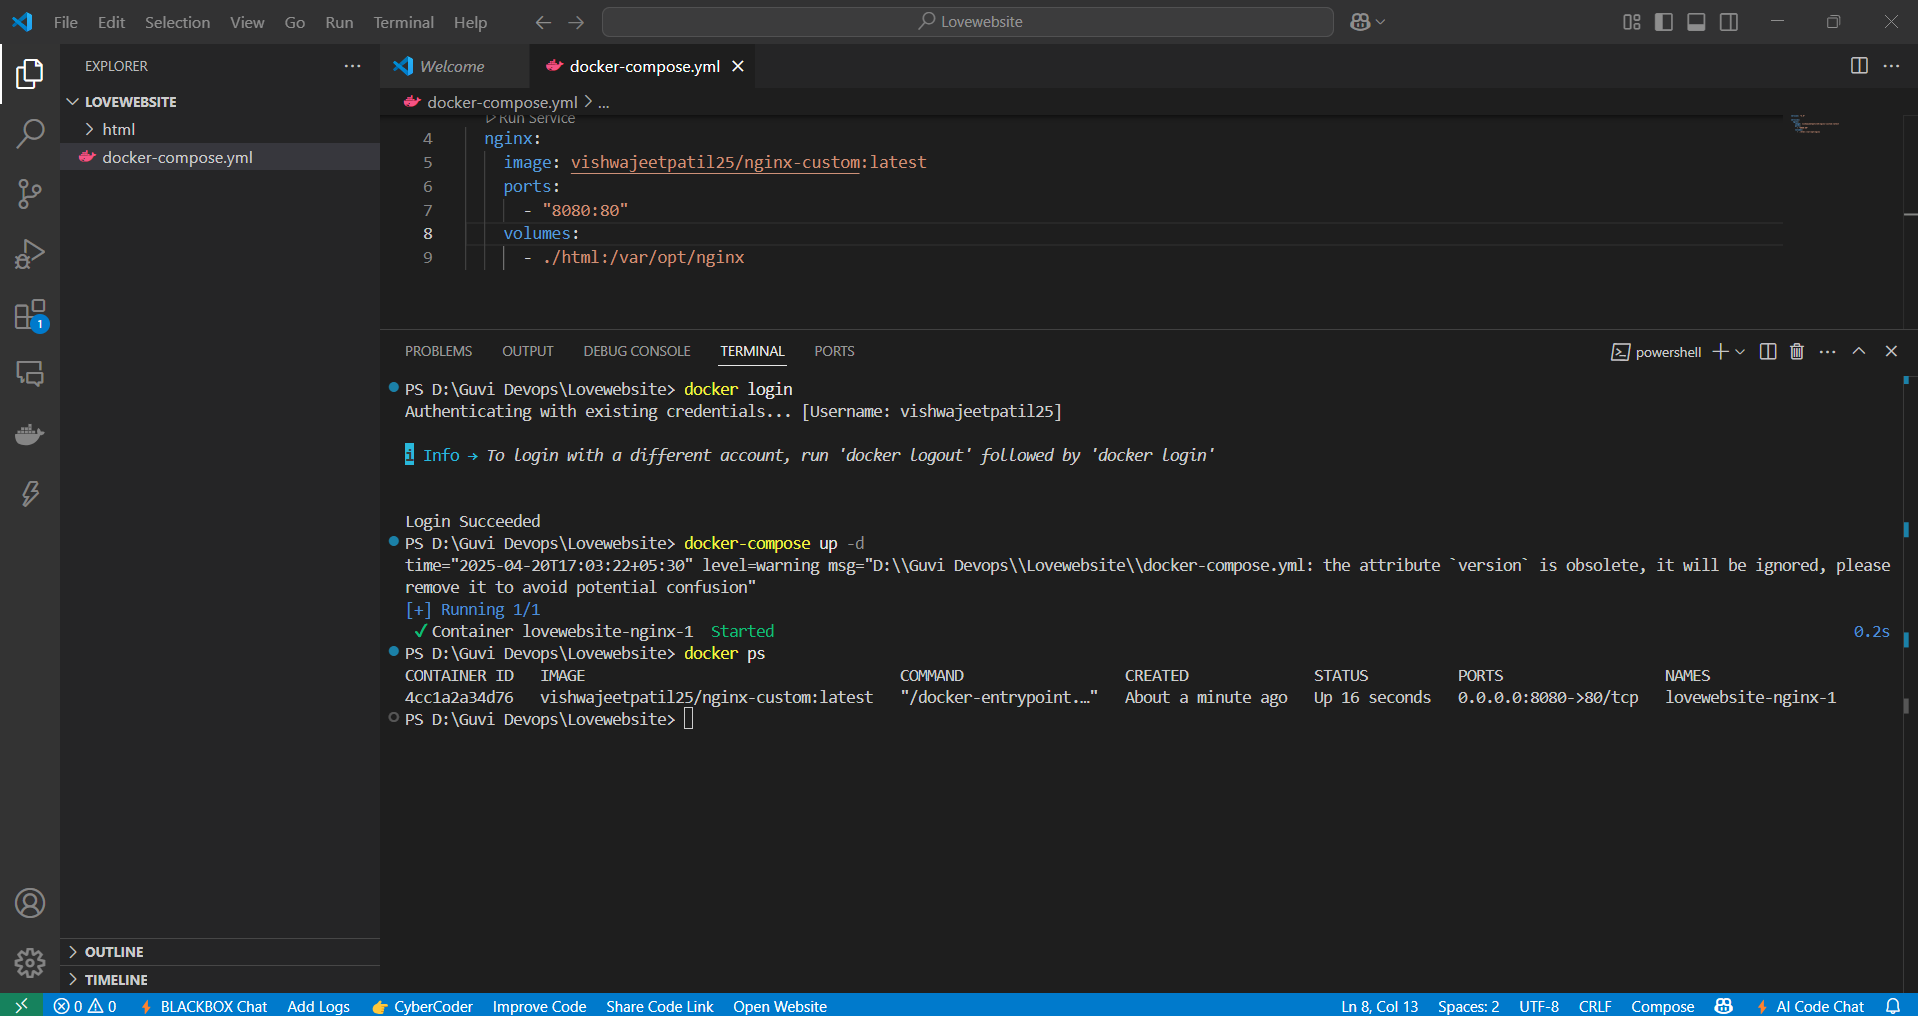 File Edit Selection View Go Run Terminal Help
Lovewebsite
EXPLORER
LOVEWEBSITE
html
docker-compose.yml
OUTLINE
TIMELINE
Welcome
docker-compose.yml
docker-compose.yml > ...
Run Service
4 nginx:
5 image: vishwajeetpatil25/nginx-custom:latest
6 ports:
7 - "8080:80"
8 volumes:
9 - ./html:/var/opt/nginx
PROBLEMS OUTPUT DEBUG CONSOLE TERMINAL PORTS
powershell
PS D:\Guvi Devops\Lovewebsite> docker login
Authenticating with existing credentials... [Username: vishwajeetpatil25]
i Info → To login with a different account, run 'docker logout' followed by 'docker login'
Login Succeeded
PS D:\Guvi Devops\Lovewebsite> docker-compose up -d
time="2025-04-20T17:03:22+05:30" level=warning msg="D:\\Guvi Devops\\Lovewebsite\\docker-compose.yml: the attribute `version` is obsolete, it will be ignored, please
remove it to avoid potential confusion"
[+] Running 1/1
✓ Container lovewebsite-nginx-1 Started 0.2s
PS D:\Guvi Devops\Lovewebsite> docker ps
CONTAINER ID IMAGE COMMAND CREATED STATUS PORTS NAMES
4cc1a2a34d76 vishwajeetpatil25/nginx-custom:latest "/docker-entrypoint.…" About a minute ago Up 16 seconds 0.0.0.0:8080->80/tcp lovewebsite-nginx-1
PS D:\Guvi Devops\Lovewebsite>
1
0 0 BLACKBOX Chat Add Logs CyberCoder Improve Code Share Code Link Open Website Ln 8, Col 13 Spaces: 2 UTF-8 CRLF Compose AI Code Chat